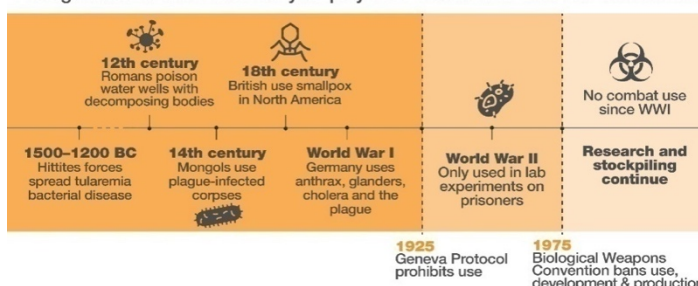 12th century
Romans poison
water wells with
decomposing bodies
18th century
British use smallpox
in North America
No combat use
since WWI
1500–1200 BC
Hittites forces
spread tularemia
bacterial disease
14th century
Mongols use
plague-infected
corpses
World War I
Germany uses
anthrax, glanders,
cholera and the
plague
World War II
Only used in lab
experiments on
prisoners
Research and
stockpiling
continue
1925
Geneva Protocol
prohibits use
1975
Biological Weapons
Convention bans use,
development & production